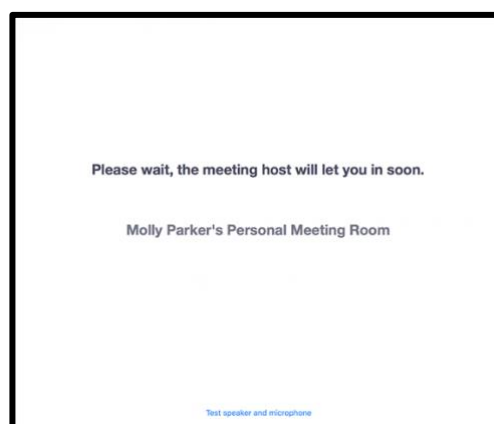 Please wait, the meeting host will let you in soon.
Molly Parker's Personal Meeting Room
Test speaker and microphone